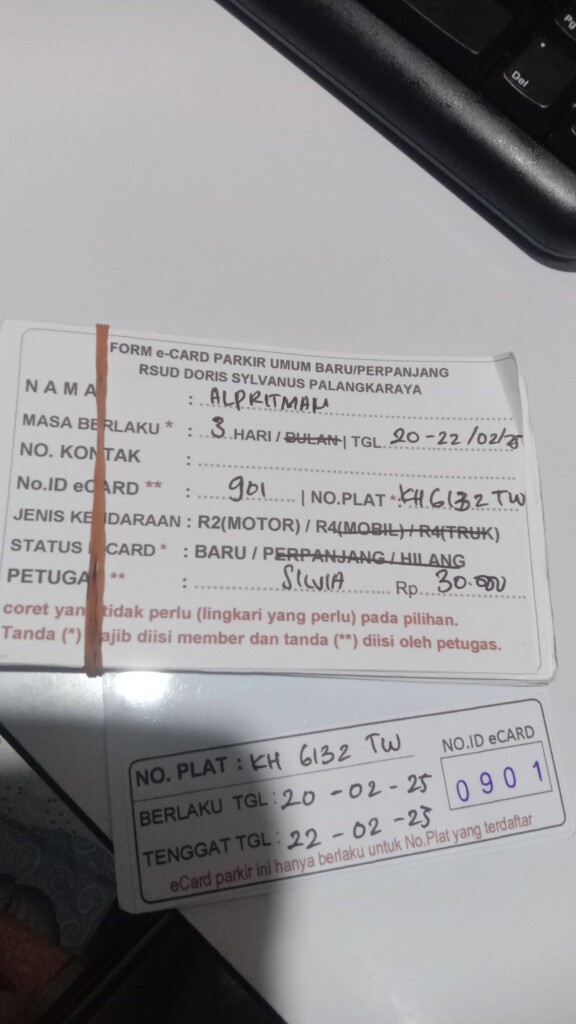 Pg
Del
FORM e-CARD PARKIR UMUM BARU/PERPANJANG
RSUD DORIS SYLVANUS PALANGKARAYA
NAMA : ALPRITMAN
MASA BERLAKU * : 3 HARI / BULAN | TGL 20-22/02/25
NO. KONTAK :
No.ID eCARD ** : 901 | NO.PLAT * : KH 6132 TW
JENIS KENDARAAN : R2(MOTOR) / R4(MOBIL) / R4(TRUK)
STATUS CARD * : BARU / PERPANJANG / HILANG
PETUGAS ** : SILVIA Rp 30.000
coret yang tidak perlu (lingkari yang perlu) pada pilihan.
Tanda (*) wajib diisi member dan tanda (**) diisi oleh petugas.
NO. PLAT : KH 6132 TW
NO.ID eCARD
BERLAKU TGL : 20 - 02 - 25
0901
TENGGAT TGL : 22 - 02 - 25
eCard parkir ini hanya berlaku untuk No.Plat yang terdaftar